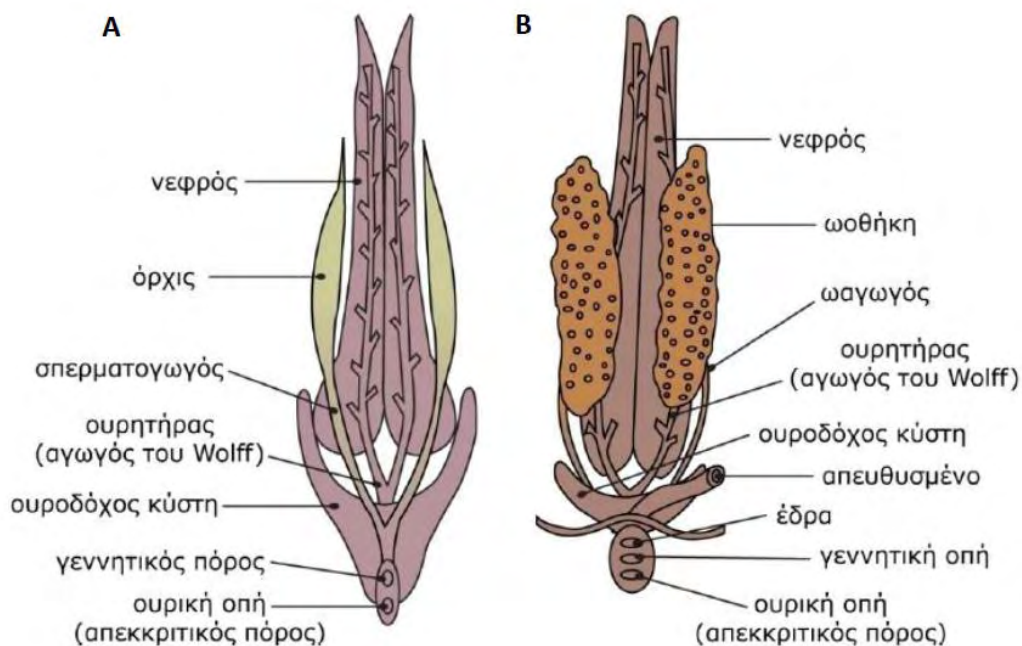 A
νεφρός
όρχις
σπερματογωγός
ουρητήρας
(αγωγός του Wolff)
ουροδόχος κύστη
γεννητικός πόρος
ουρική οπή
(απεκκριτικός πόρος)
B
νεφρός
ωοθήκη
ωαγωγός
ουρητήρας
(αγωγός του Wolff)
ουροδόχος κύστη
απευθυσμένο
έδρα
γεννητική οπή
ουρική οπή
(απεκκριτικός πόρος)